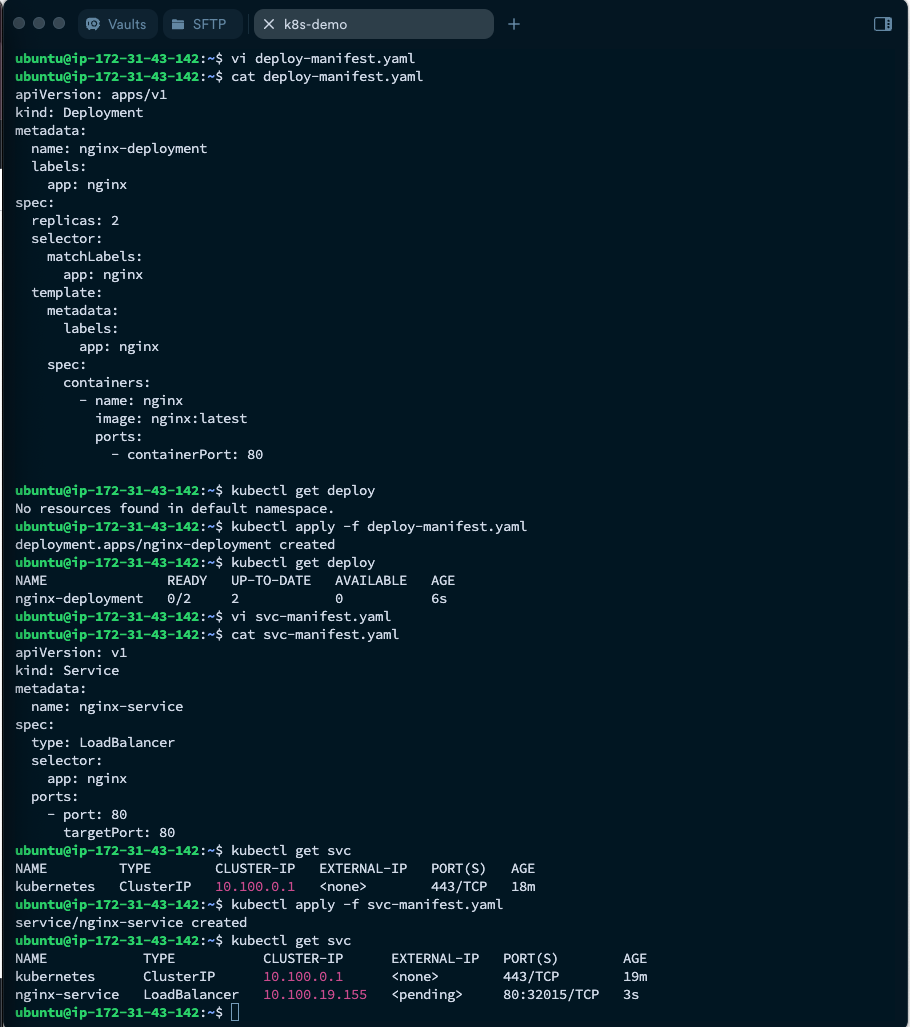 Vaults SFTP k8s-demo
ubuntu@ip-172-31-43-142:~$ vi deploy-manifest.yaml
ubuntu@ip-172-31-43-142:~$ cat deploy-manifest.yaml
apiVersion: apps/v1
kind: Deployment
metadata:
  name: nginx-deployment
  labels:
    app: nginx
spec:
  replicas: 2
  selector:
    matchLabels:
      app: nginx
  template:
    metadata:
      labels:
        app: nginx
    spec:
      containers:
        - name: nginx
          image: nginx:latest
          ports:
            - containerPort: 80

ubuntu@ip-172-31-43-142:~$ kubectl get deploy
No resources found in default namespace.
ubuntu@ip-172-31-43-142:~$ kubectl apply -f deploy-manifest.yaml
deployment.apps/nginx-deployment created
ubuntu@ip-172-31-43-142:~$ kubectl get deploy
NAME               READY   UP-TO-DATE   AVAILABLE   AGE
nginx-deployment   0/2     2            0           6s
ubuntu@ip-172-31-43-142:~$ vi svc-manifest.yaml
ubuntu@ip-172-31-43-142:~$ cat svc-manifest.yaml
apiVersion: v1
kind: Service
metadata:
  name: nginx-service
spec:
  type: LoadBalancer
  selector:
    app: nginx
  ports:
    - port: 80
      targetPort: 80
ubuntu@ip-172-31-43-142:~$ kubectl get svc
NAME         TYPE        CLUSTER-IP   EXTERNAL-IP   PORT(S)   AGE
kubernetes   ClusterIP   10.100.0.1   <none>        443/TCP   18m
ubuntu@ip-172-31-43-142:~$ kubectl apply -f svc-manifest.yaml
service/nginx-service created
ubuntu@ip-172-31-43-142:~$ kubectl get svc
NAME            TYPE           CLUSTER-IP      EXTERNAL-IP   PORT(S)        AGE
kubernetes      ClusterIP      10.100.0.1      <none>        443/TCP        19m
nginx-service   LoadBalancer   10.100.19.155   <pending>     80:32015/TCP   3s
ubuntu@ip-172-31-43-142:~$